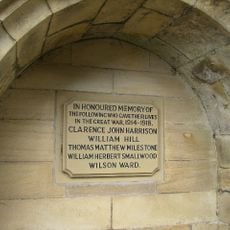 IN HONOURED MEMORY OF
THE FOLLOWING WHO GAVE THEIR LIVES
IN THE GREAT WAR, 1914-1918.
CLARENCE JOHN HARRISON
WILLIAM HILL
THOMAS MATTHEW MILESTONE
WILLIAM HERBERT SMALLWOOD
WILSON WARD.